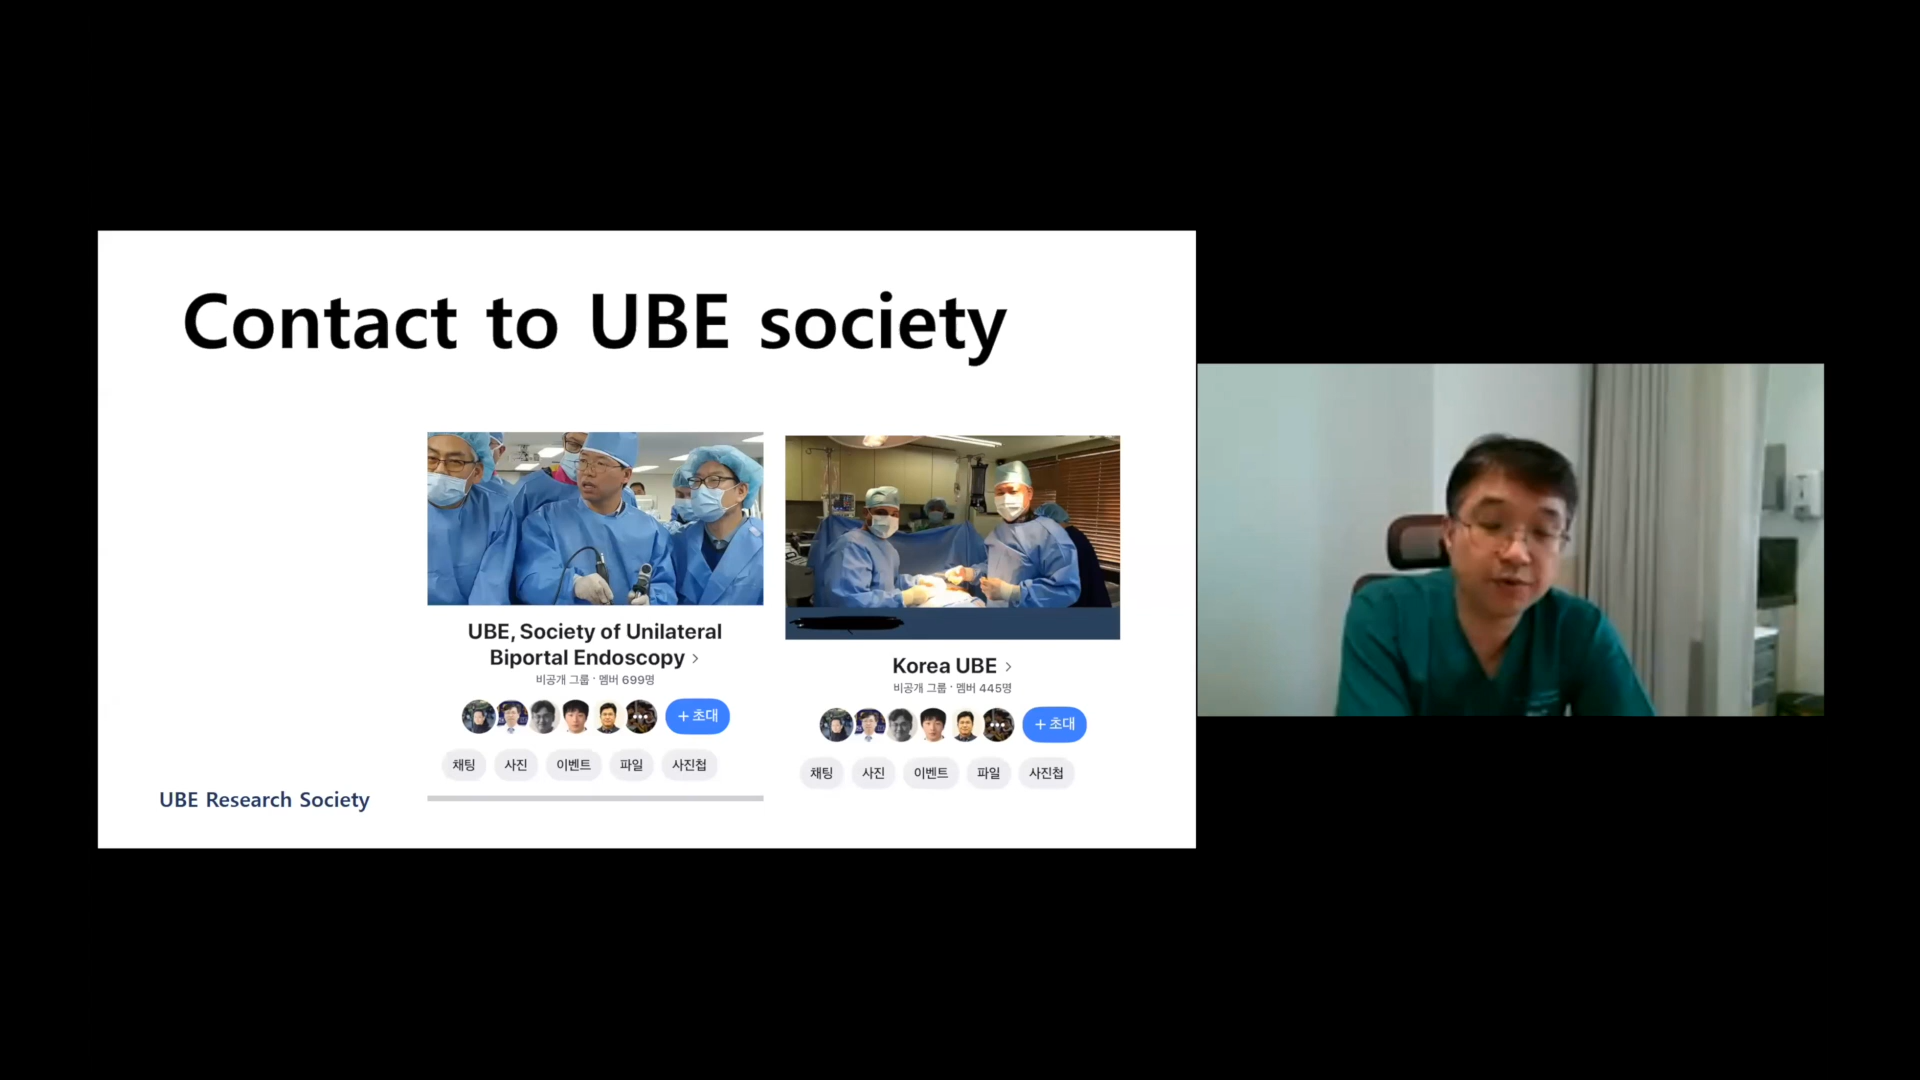 Contact to UBE society
UBE, Society of Unilateral
Biportal Endoscopy >
비공개 그룹 · 멤버 699명
+ 초대
채팅 사진 이벤트 파일 사진첩
Korea UBE >
비공개 그룹 · 멤버 445명
+ 초대
채팅 사진 이벤트 파일 사진첩
UBE Research Society